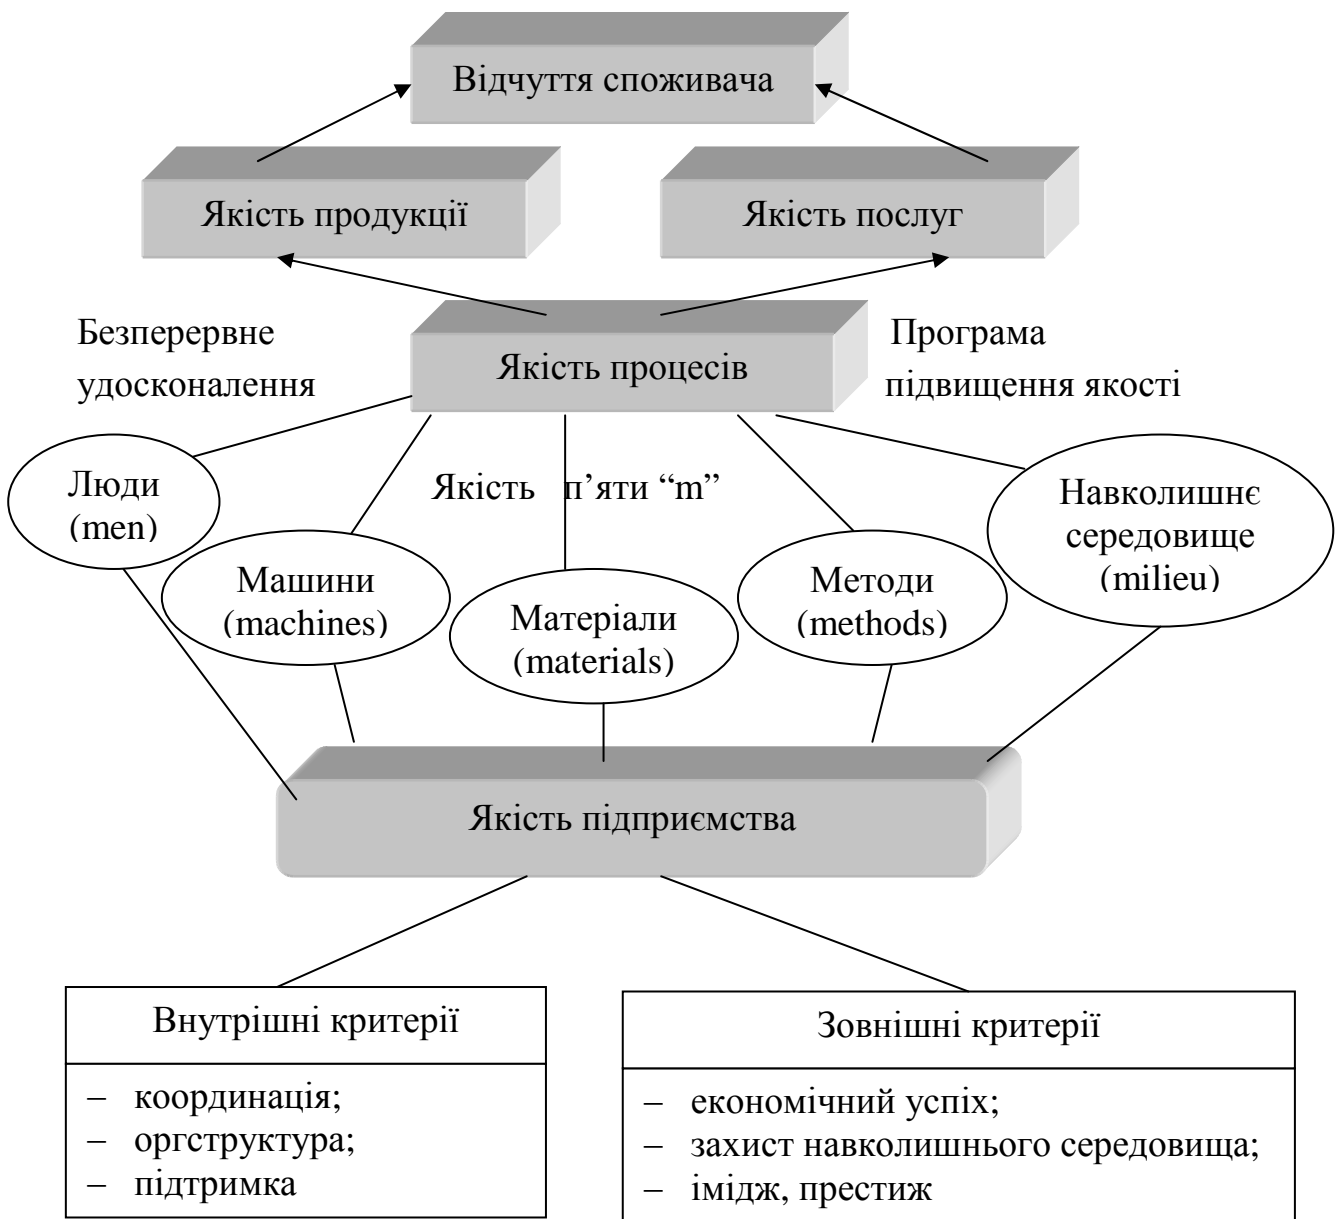 Відчуття споживача
Якість продукції
Якість послуг
Безперервне
удосконалення
Якість процесів
Програма
підвищення якості
Люди
(men)
Якість п’яти “m”
Навколишнє
середовище
(milieu)
Машини
(machines)
Матеріали
(materials)
Методи
(methods)
Якість підприємства
Внутрішні критерії
– координація;
– оргструктура;
– підтримка
Зовнішні критерії
– економічний успіх;
– захист навколишнього середовища;
– імідж, престиж